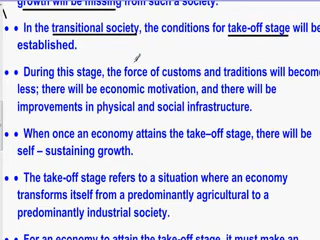 growth will be missing from such a society.
• • In the transitional society, the conditions for take-off stage will be
established.
• • During this stage, the force of customs and traditions will become
less; there will be economic motivation, and there will be
improvements in physical and social infrastructure.
• • When once an economy attains the take–off stage, there will be
self – sustaining growth.
• • The take-off stage refers to a situation where an economy
transforms itself from a predominantly agricultural to a
predominantly industrial society.
• • For an economy to attain the take-off stage, it must make an